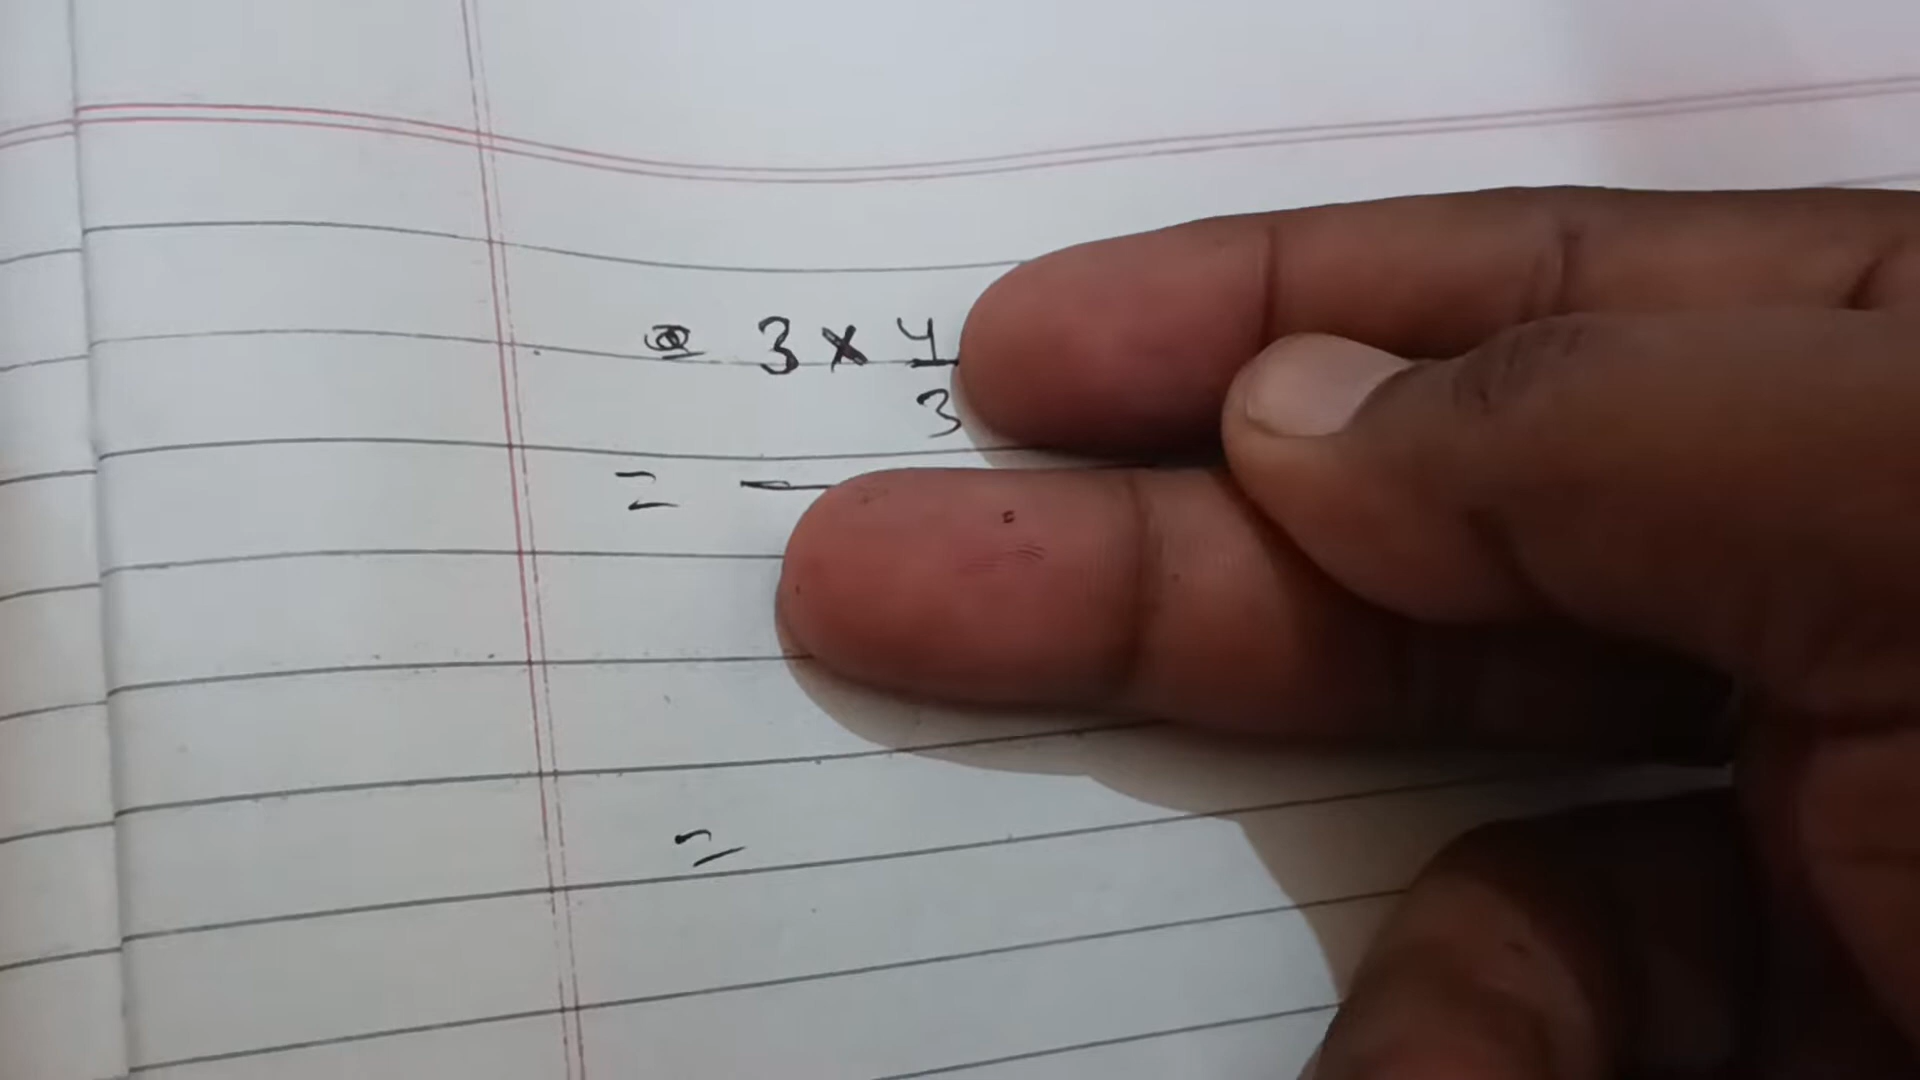 3 × 4
3
= —
=